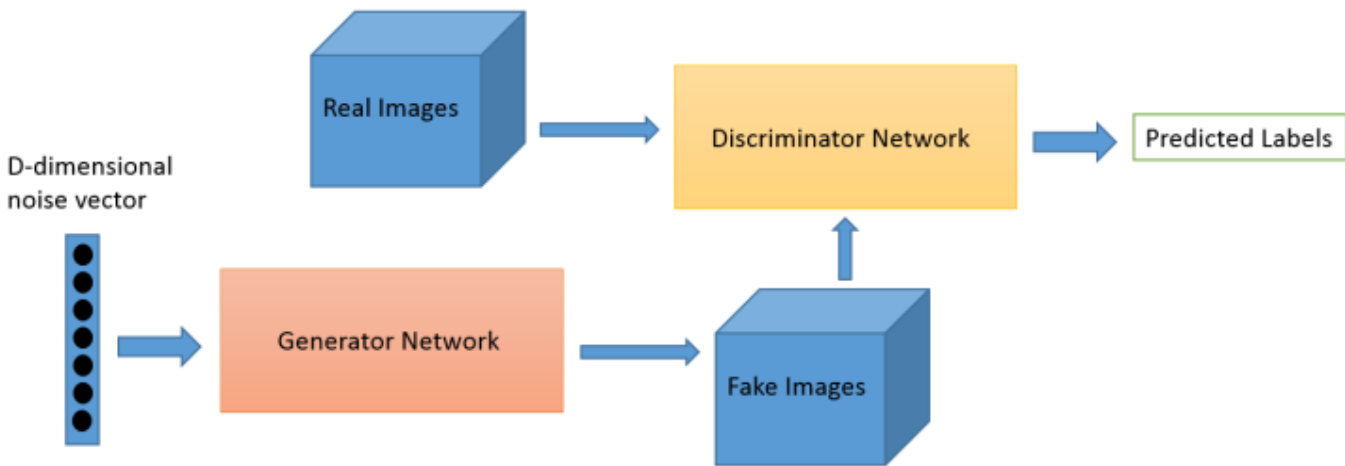 Real Images
Discriminator Network
Predicted Labels
D-dimensional
noise vector
Generator Network
Fake Images